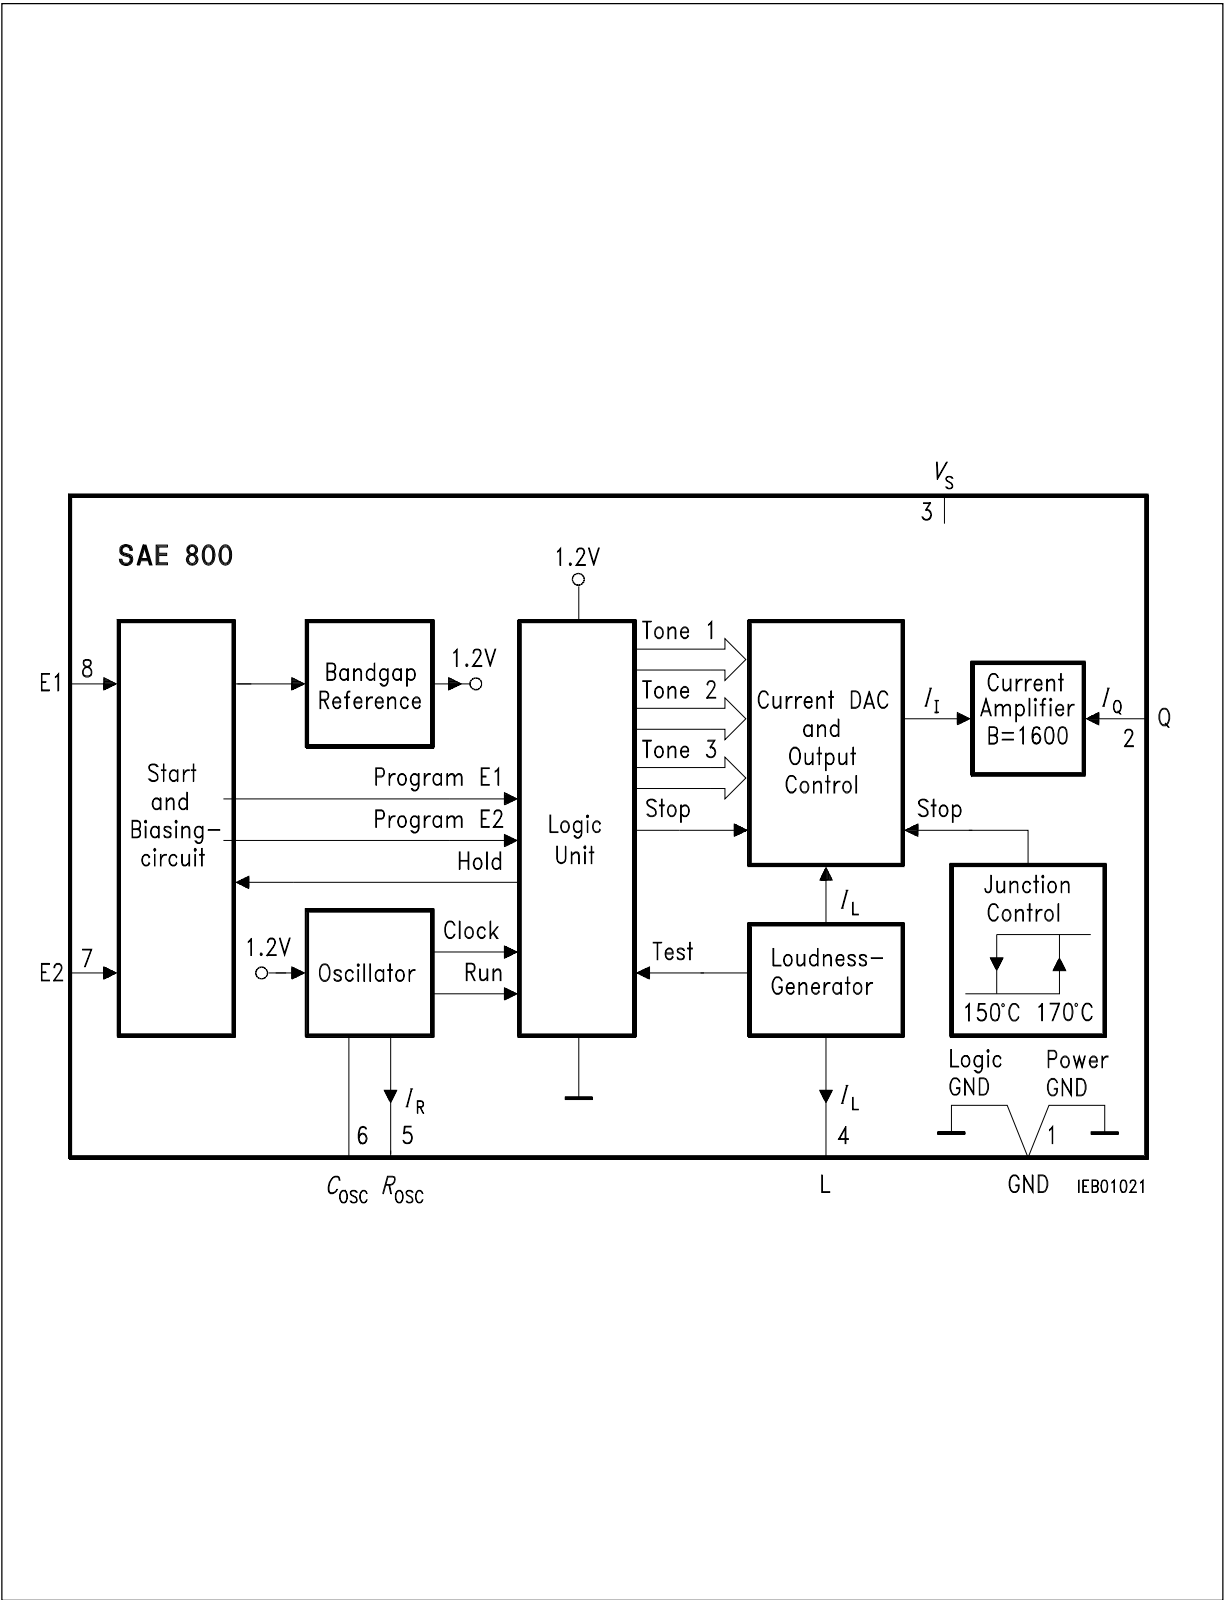 VS
3
SAE 800
1.2V
E1
8
Start
and
Biasing-
circuit
Bandgap
Reference
1.2V
Program E1
Program E2
Hold
E2
7
1.2V
Oscillator
Clock
Run
Logic
Unit
Tone 1
Tone 2
Tone 3
Stop
Test
Current DAC
and
Output
Control
II
Current
Amplifier
B=1600
IQ
2
Q
Stop
IL
Loudness-
Generator
Junction
Control
150°C 170°C
Logic
GND
Power
GND
IR
IL
6
5
4
1
COSC ROSC
L
GND
IEB01021